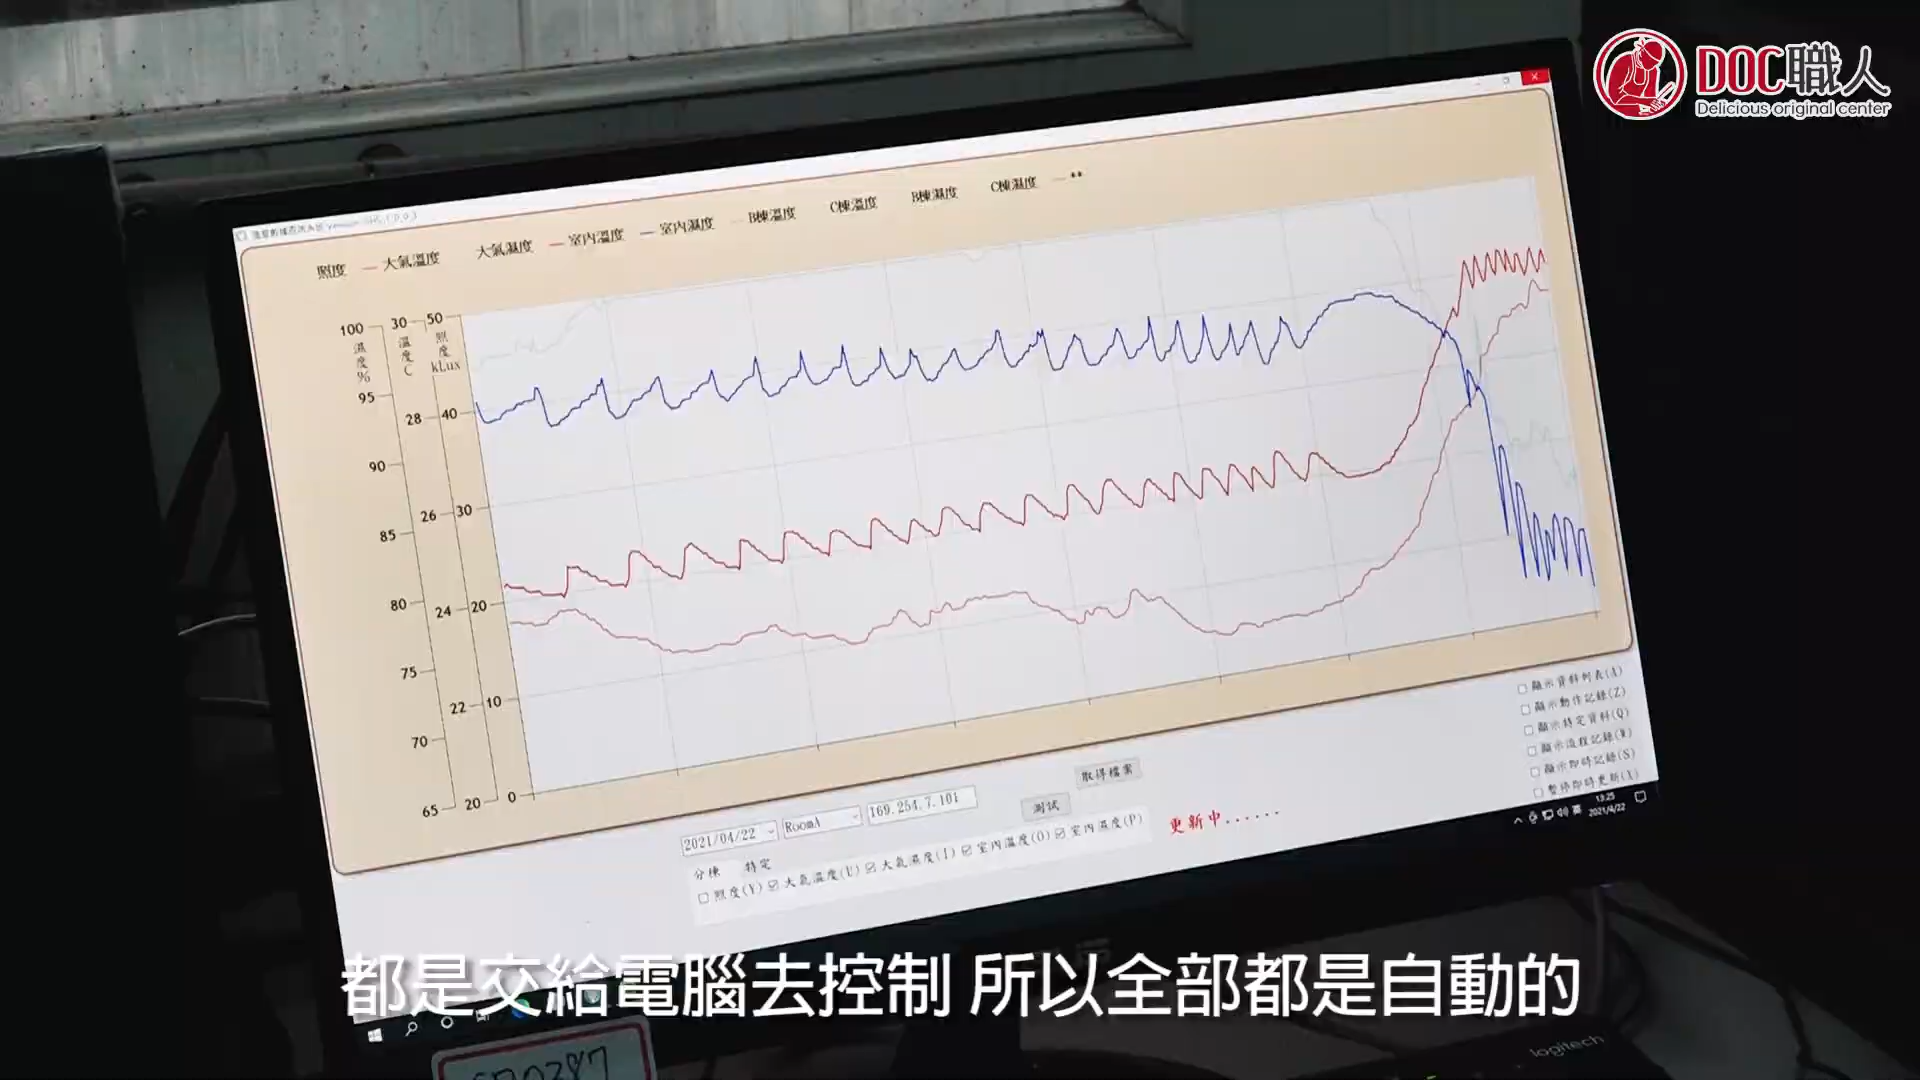 DOC職人
Delicious original center
照度 大氣溫度 大氣濕度 室內溫度 室內濕度 B棟溫度 C棟溫度 B棟濕度 C棟濕度 **
100 30 50
濕度% 溫度C 照度kLux
95 28 40
90
85 26 30
80 24 20
75
70 22 10
65 20 0
取得檔案
2021/04/22 RoomA 169.254.7.101 測試
分棟 特定
照度(Y) 大氣溫度(U) 大氣濕度(I) 室內溫度(O) 室內濕度(P)
更新中......
顯示資料列表(A)
顯示動作記錄(Z)
顯示特定資料(Q)
顯示流程記錄(W)
顯示即時記錄(S)
暫停即時更新(X)
13:25
2021/4/22
都是交給電腦去控制 所以全部都是自動的
logitech